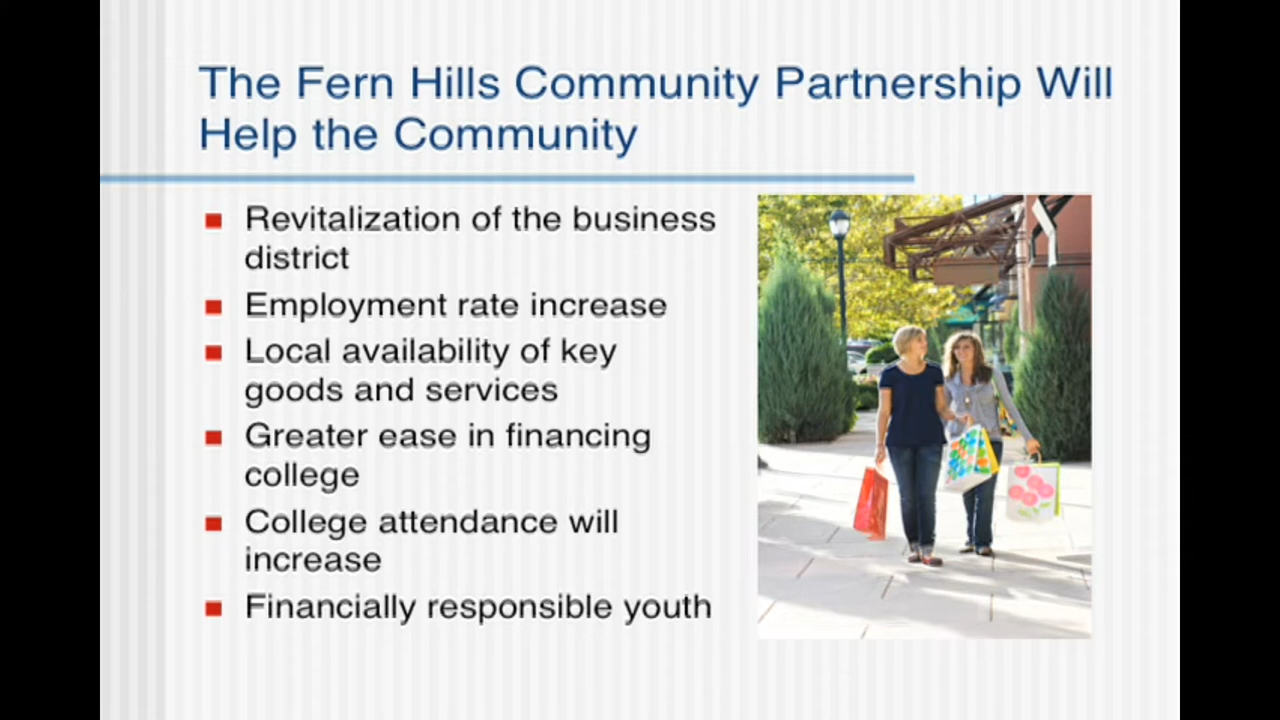 The Fern Hills Community Partnership Will
Help the Community
Revitalization of the business
district
Employment rate increase
Local availability of key
goods and services
Greater ease in financing
college
College attendance will
increase
Financially responsible youth